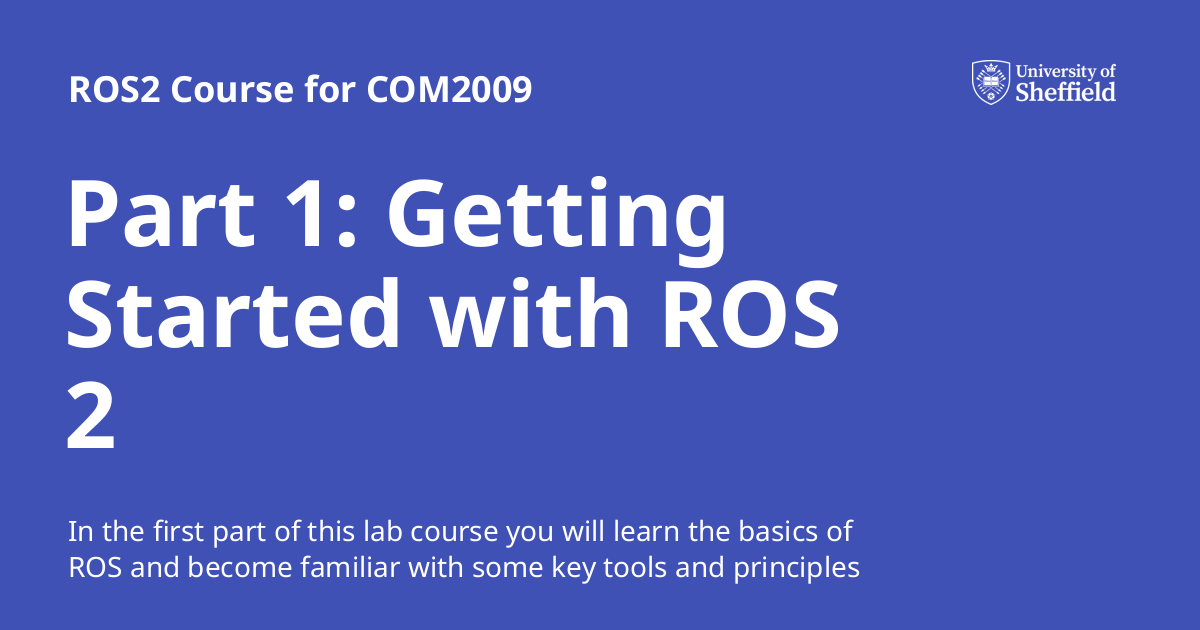 ROS2 Course for COM2009
University of
Sheffield
Part 1: Getting
Started with ROS
2
In the first part of this lab course you will learn the basics of
ROS and become familiar with some key tools and principles